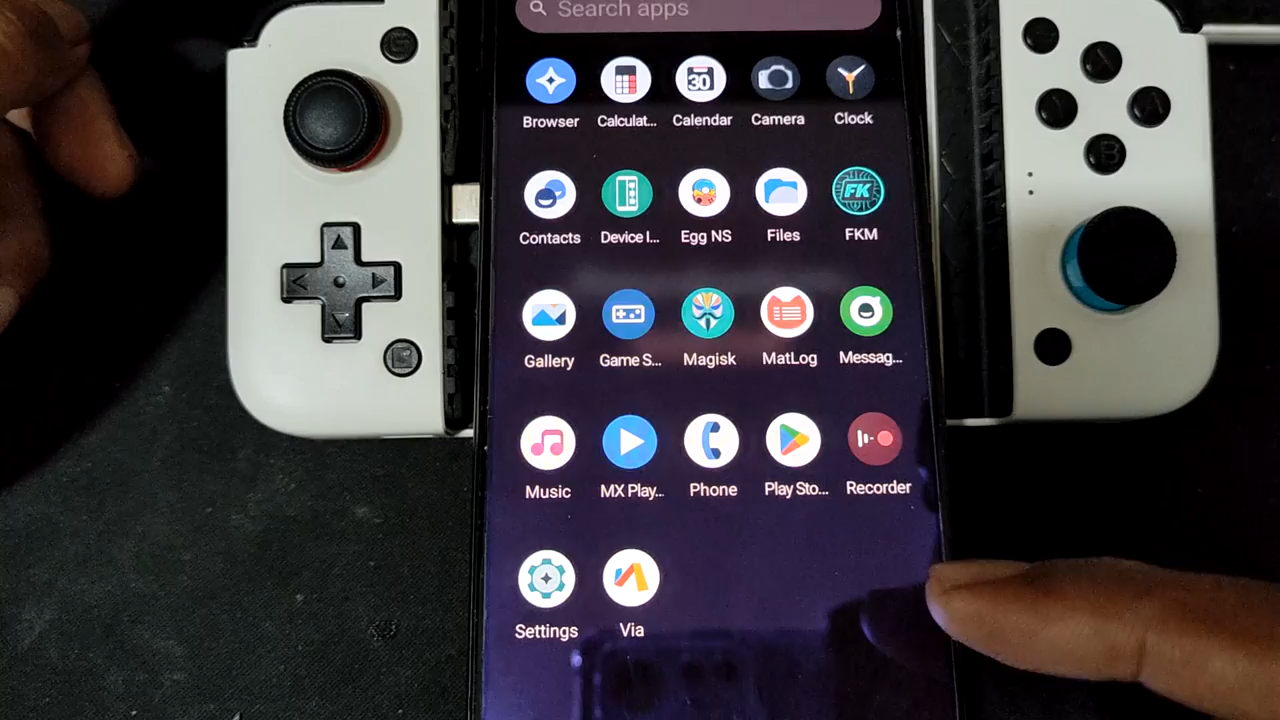 Search apps
30
Browser
Calculat...
Calendar
Camera
Clock
FK
Contacts
Device I...
Egg NS
Files
FKM
Gallery
Game S...
Magisk
MatLog
Messag...
Music
MX Play...
Phone
Play Sto...
Recorder
Settings
Via
B